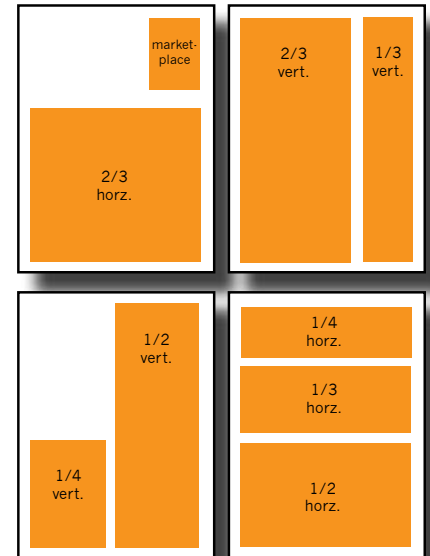 market-
place
2/3
horz.
2/3
vert.
1/3
vert.
1/2
vert.
1/4
vert.
1/4
horz.
1/3
horz.
1/2
horz.